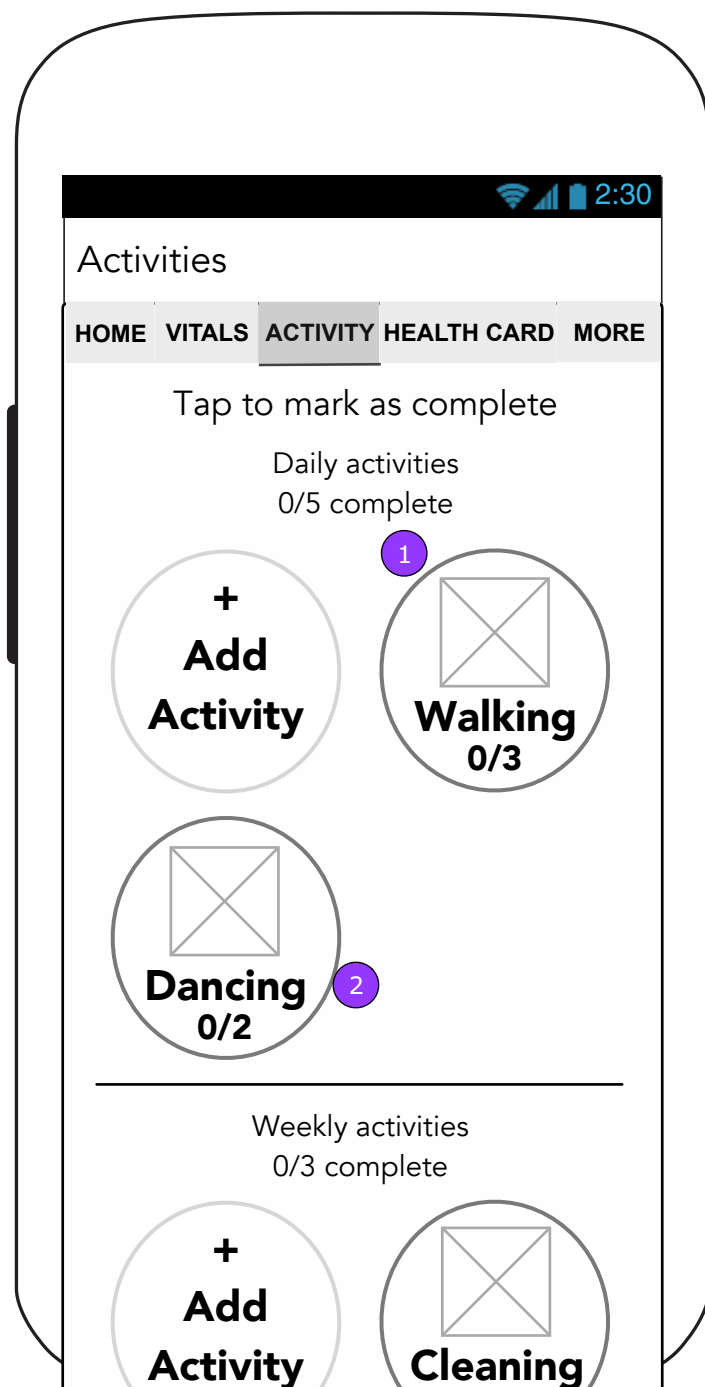 2:30
Activities
HOME VITALS ACTIVITY HEALTH CARD MORE
Tap to mark as complete
Daily activities
0/5 complete
1
+
Add
Activity
Walking
0/3
Dancing
0/2
2
Weekly activities
0/3 complete
+
Add
Activity
Cleaning